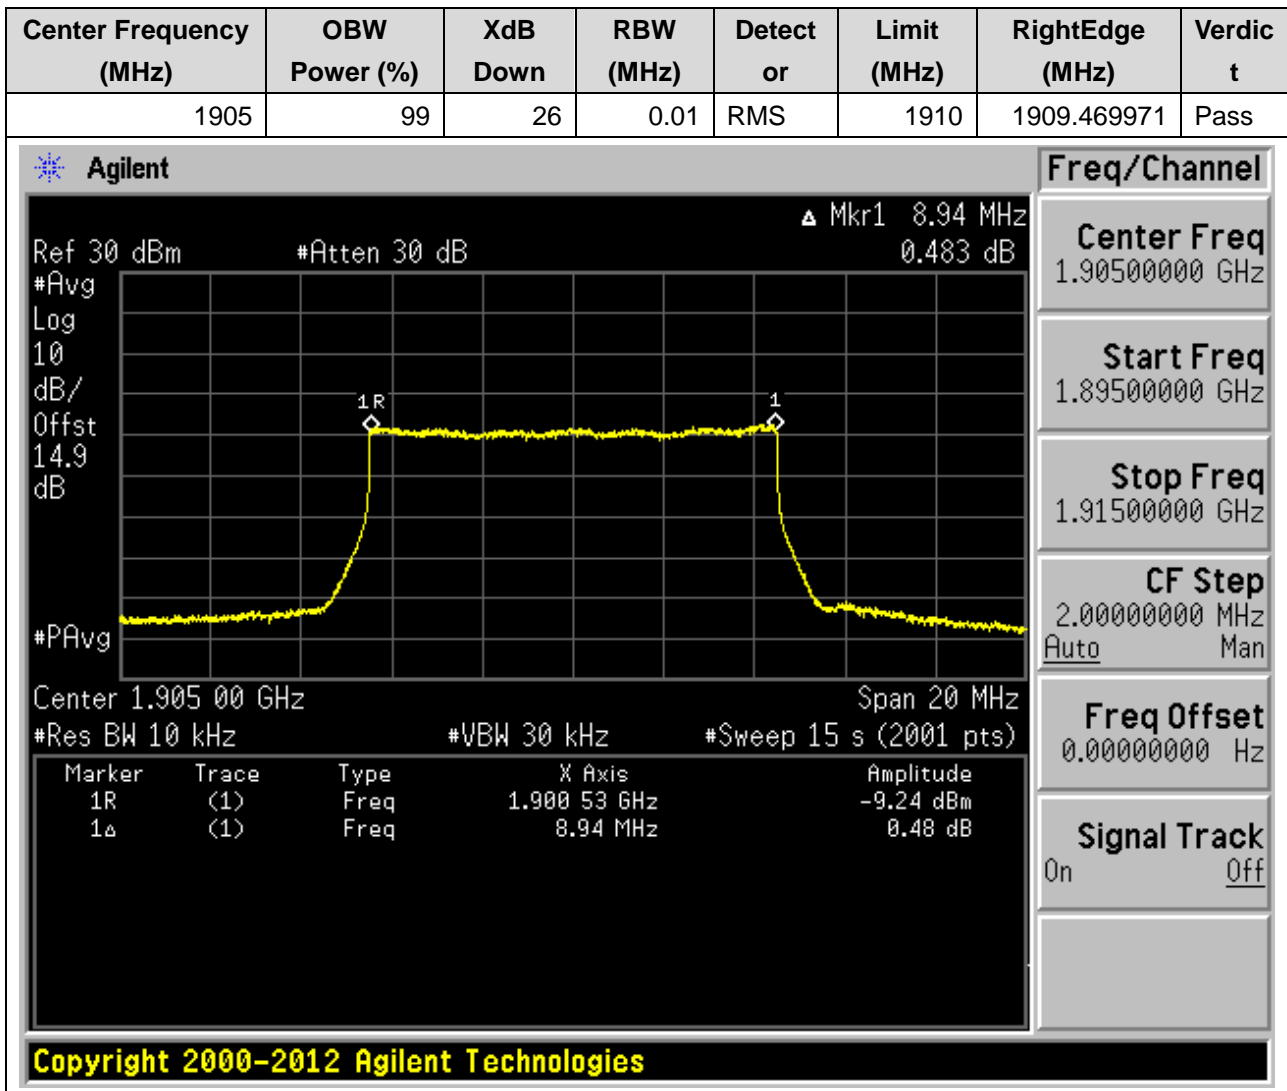 Center Frequency (MHz) OBW Power (%) XdB Down RBW (MHz) Detect or Limit (MHz) RightEdge (MHz) Verdic t
1905 99 26 0.01 RMS 1910 1909.469971 Pass
Agilent
Freq/Channel
Δ Mkr1 8.94 MHz
Ref 30 dBm #Atten 30 dB 0.483 dB
#Avg
Log
10
dB/
Offst
14.9
dB
1R
1
#PAvg
Center 1.905 00 GHz Span 20 MHz
#Res BW 10 kHz #VBW 30 kHz #Sweep 15 s (2001 pts)
Marker Trace Type X Axis Amplitude
1R (1) Freq 1.900 53 GHz -9.24 dBm
1Δ (1) Freq 8.94 MHz 0.48 dB
Center Freq
1.90500000 GHz
Start Freq
1.89500000 GHz
Stop Freq
1.91500000 GHz
CF Step
2.00000000 MHz
Auto Man
Freq Offset
0.00000000 Hz
Signal Track
On Off
Copyright 2000-2012 Agilent Technologies